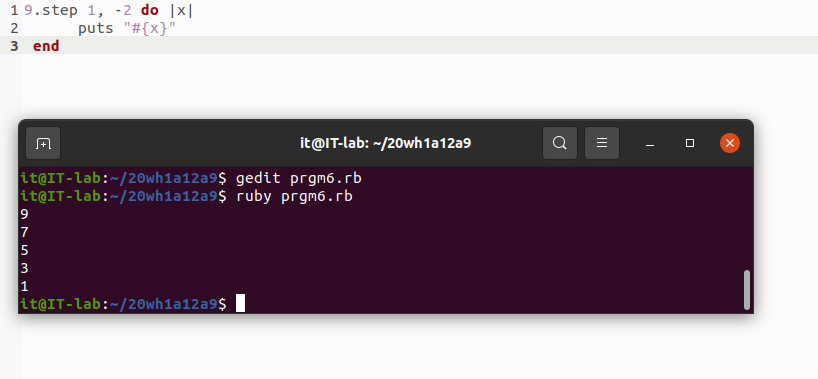 1 9.step 1, -2 do |x|
2 puts "#{x}"
3 end
it@IT-lab: ~/20wh1a12a9
it@IT-lab:~/20wh1a12a9$ gedit prgm6.rb
it@IT-lab:~/20wh1a12a9$ ruby prgm6.rb
9
7
5
3
1
it@IT-lab:~/20wh1a12a9$